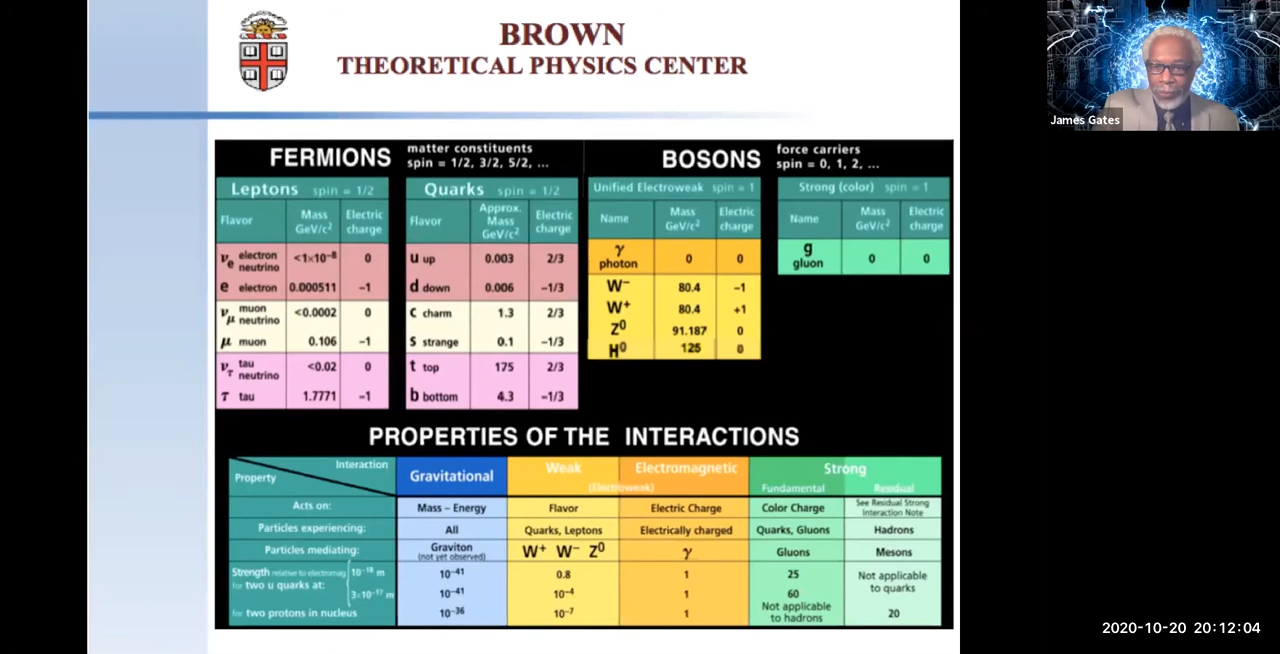 BROWN
THEORETICAL PHYSICS CENTER
James Gates
FERMIONS
matter constituents
spin = 1/2, 3/2, 5/2, ...
BOSONS
force carriers
spin = 0, 1, 2, ...
Leptons spin = 1/2
Flavor
Mass
GeV/c²
Electric
charge
νe electron
neutrino
<1×10⁻⁸
0
e electron 0.000511 −1
νμ muon
neutrino
<0.0002
0
μ muon 0.106 −1
ντ tau
neutrino
<0.02
0
τ tau 1.7771 −1
Quarks spin = 1/2
Flavor
Approx.
Mass
GeV/c²
Electric
charge
u up 0.003 2/3
d down 0.006 −1/3
c charm 1.3 2/3
s strange 0.1 −1/3
t top 175 2/3
b bottom 4.3 −1/3
Unified Electroweak spin = 1
Name
Mass
GeV/c²
Electric
charge
γ
photon
0
0
W⁻ 80.4 −1
W⁺ 80.4 +1
Z⁰ 91.187 0
H⁰ 125 0
Strong (color) spin = 1
Name
Mass
GeV/c²
Electric
charge
g
gluon
0
0
PROPERTIES OF THE INTERACTIONS
Interaction
Property
Gravitational
Weak
Electromagnetic
(Electroweak)
Strong
Fundamental
Residual
Acts on:
Mass – Energy
Flavor
Electric Charge
Color Charge
See Residual Strong
Interaction Note
Particles experiencing:
All
Quarks, Leptons
Electrically charged
Quarks, Gluons
Hadrons
Particles mediating:
Graviton
(not yet observed)
W⁺ W⁻ Z⁰
γ
Gluons
Mesons
Strength relative to electromag
for two u quarks at:
10⁻¹⁸ m
3×10⁻¹⁷ m
for two protons in nucleus
10⁻⁴¹
10⁻⁴¹
10⁻³⁶
0.8
10⁻⁴
10⁻⁷
1
1
1
25
60
Not applicable
to hadrons
Not applicable
to quarks
20
2020-10-20 20:12:04